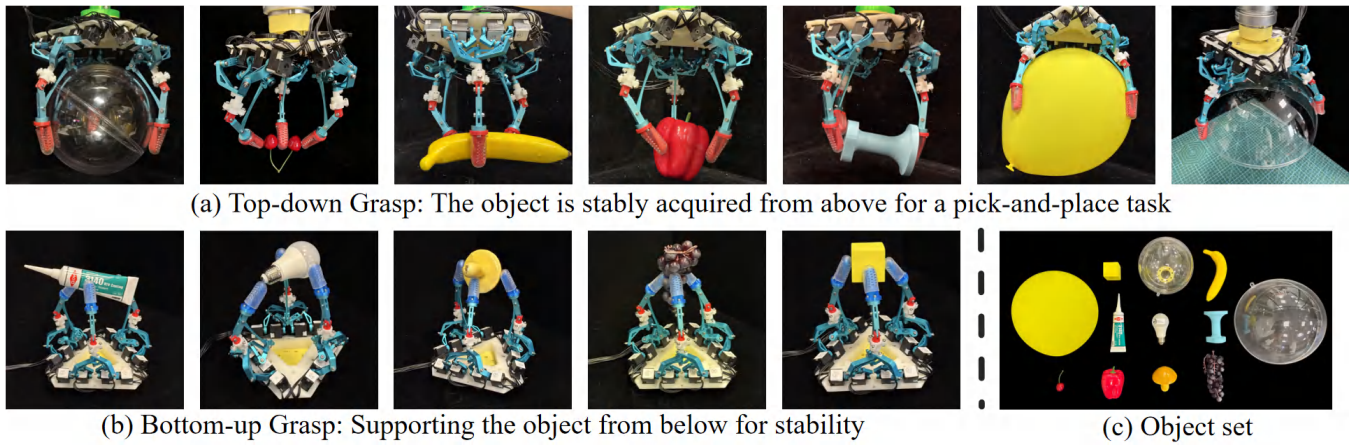 (a) Top-down Grasp: The object is stably acquired from above for a pick-and-place task
3140
(b) Bottom-up Grasp: Supporting the object from below for stability
(c) Object set